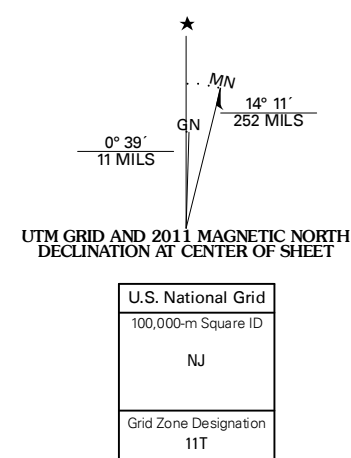 ★
MN
GN
14° 11´
252 MILS
0° 39´
11 MILS
UTM GRID AND 2011 MAGNETIC NORTH
DECLINATION AT CENTER OF SHEET
U.S. National Grid
100,000-m Square ID
NJ
Grid Zone Designation
11T